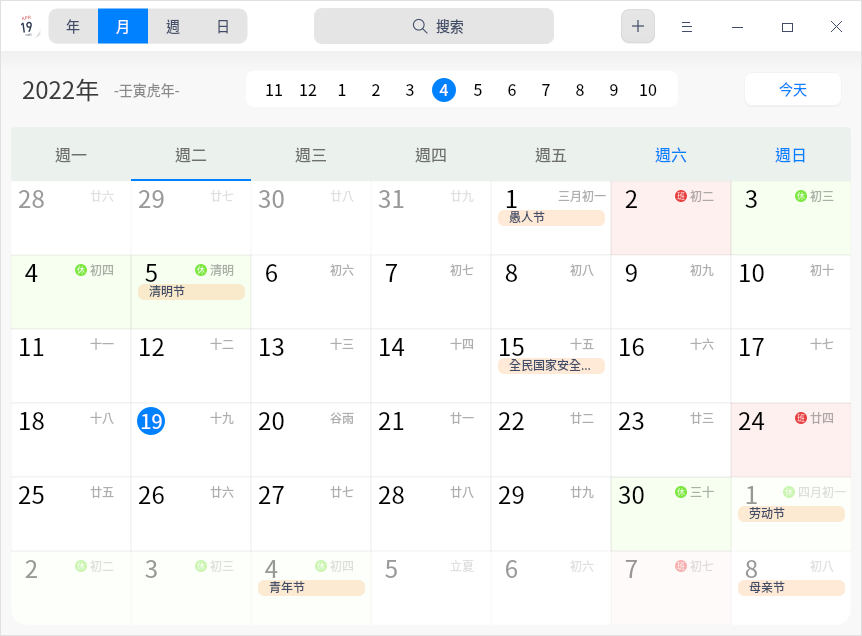 APR
19 年 月 週 日 搜索
2022年 -壬寅虎年- 11 12 1 2 3 4 5 6 7 8 9 10 今天
週一 週二 週三 週四 週五 週六 週日
28 廿六 29 廿七 30 廿八 31 廿九 1 三月初一 2 班 初二 3 休 初三
愚人节
4 休 初四 5 休 清明 6 初六 7 初七 8 初八 9 初九 10 初十
清明节
11 十一 12 十二 13 十三 14 十四 15 十五 16 十六 17 十七
全民国家安全...
18 十八 19 十九 20 谷雨 21 廿一 22 廿二 23 廿三 24 班 廿四
25 廿五 26 廿六 27 廿七 28 廿八 29 廿九 30 休 三十 1 休 四月初一
劳动节
2 休 初二 3 休 初三 4 休 初四 5 立夏 6 初六 7 班 初七 8 初八
青年节 母亲节